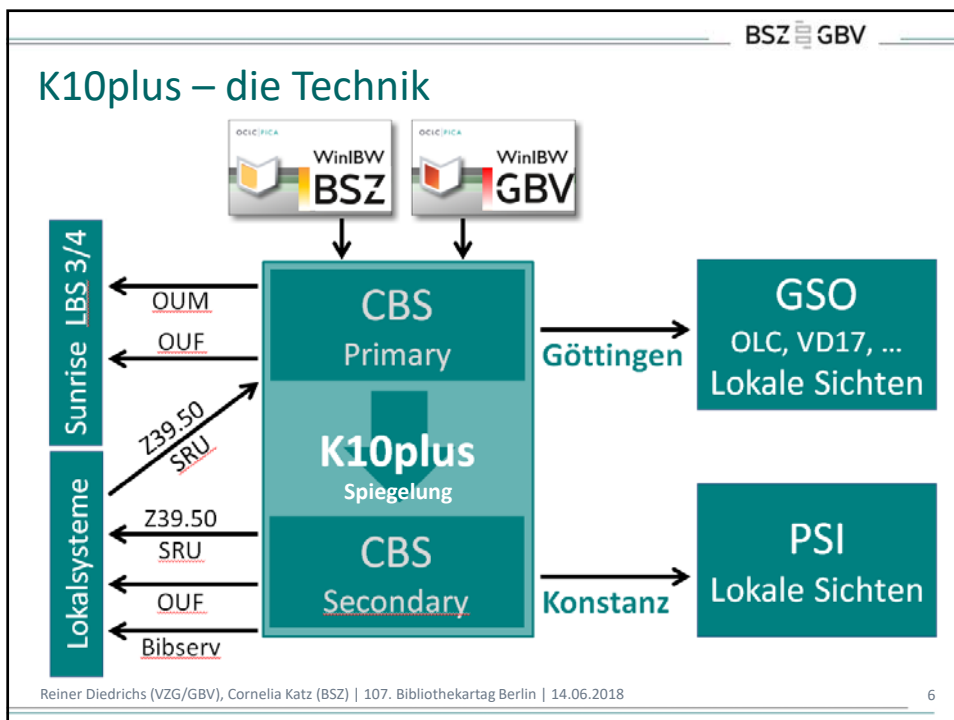 BSZ GBV
K10plus – die Technik
OCLC|PICA
WinIBW
BSZ
OCLC|PICA
WinIBW
GBV
Sunrise LBS 3/4
OUM
OUF
Z39.50
SRU
Lokalsysteme
Z39.50
SRU
OUF
Bibserv
CBS
Primary
K10plus
Spiegelung
CBS
Secondary
Göttingen
GSO
OLC, VD17, ...
Lokale Sichten
Konstanz
PSI
Lokale Sichten
Reiner Diedrichs (VZG/GBV), Cornelia Katz (BSZ) | 107. Bibliothekartag Berlin | 14.06.2018
6